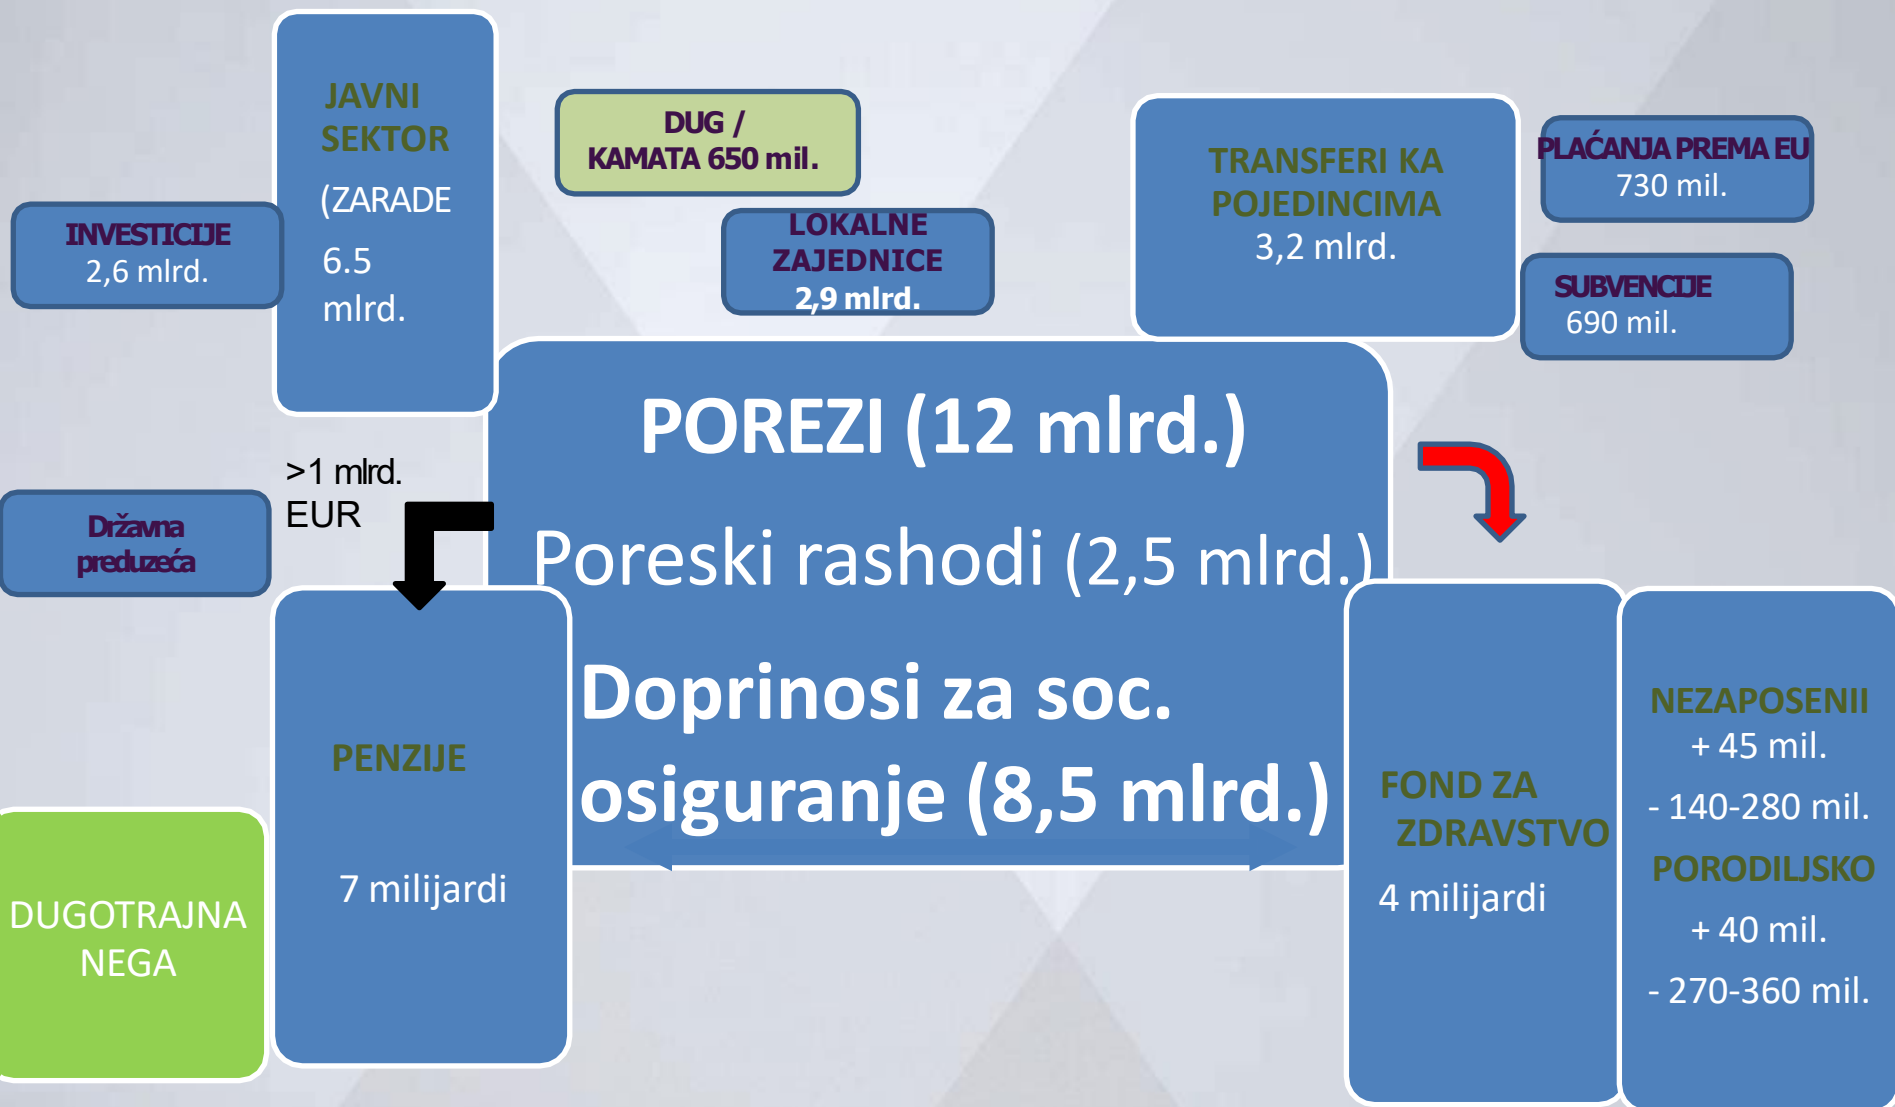 JAVNI
SEKTOR
(ZARADE
6.5
mlrd.
INVESTICIJE
2,6 mlrd.
DUG /
KAMATA 650 mil.
LOKALNE
ZAJEDNICE
2,9 mlrd.
TRANSFERI KA
POJEDINCIMA
3,2 mlrd.
PLAĆANJA PREMA EU
730 mil.
SUBVENCIJE
690 mil.
POREZI (12 mlrd.)
Poreski rashodi (2,5 mlrd.)
Doprinosi za soc.
osiguranje (8,5 mlrd.)
>1 mlrd.
EUR
Državna
preduzeća
PENZIJE
7 milijardi
DUGOTRAJNA
NEGA
FOND ZA
ZDRAVSTVO
4 milijardi
NEZAPOSENII
+ 45 mil.
- 140-280 mil.
PORODILJSKO
+ 40 mil.
- 270-360 mil.